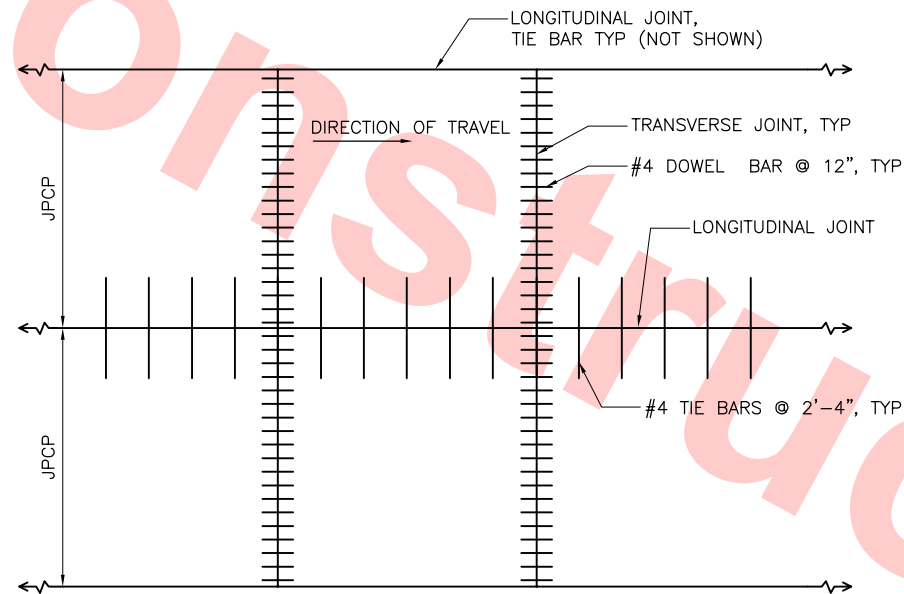 LONGITUDINAL JOINT,
TIE BAR TYP (NOT SHOWN)
DIRECTION OF TRAVEL
TRANSVERSE JOINT, TYP
#4 DOWEL BAR @ 12", TYP
JPCP
LONGITUDINAL JOINT
#4 TIE BARS @ 2'-4", TYP
JPCP
onstruc